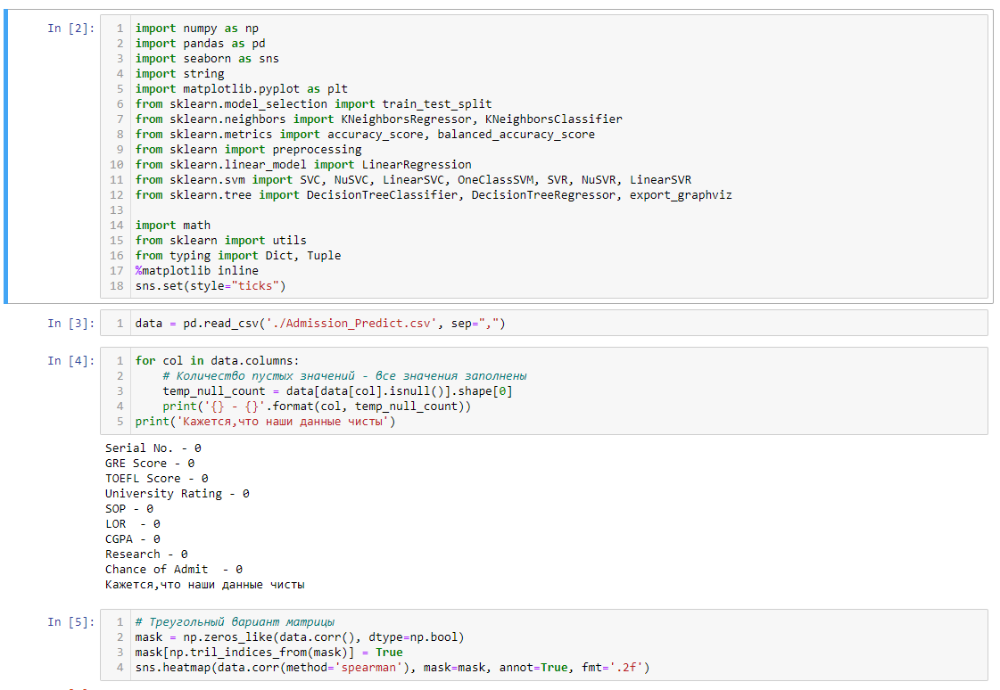 In [2]:
1 import numpy as np
2 import pandas as pd
3 import seaborn as sns
4 import string
5 import matplotlib.pyplot as plt
6 from sklearn.model_selection import train_test_split
7 from sklearn.neighbors import KNeighborsRegressor, KNeighborsClassifier
8 from sklearn.metrics import accuracy_score, balanced_accuracy_score
9 from sklearn import preprocessing
10 from sklearn.linear_model import LinearRegression
11 from sklearn.svm import SVC, NuSVC, LinearSVC, OneClassSVM, SVR, NuSVR, LinearSVR
12 from sklearn.tree import DecisionTreeClassifier, DecisionTreeRegressor, export_graphviz
13
14 import math
15 from sklearn import utils
16 from typing import Dict, Tuple
17 %matplotlib inline
18 sns.set(style="ticks")
In [3]:
1 data = pd.read_csv('./Admission_Predict.csv', sep=",")
In [4]:
1 for col in data.columns:
2     # Количество пустых значений - все значения заполнены
3     temp_null_count = data[data[col].isnull()].shape[0]
4     print('{} - {}'.format(col, temp_null_count))
5 print('Кажется,что наши данные чисты')
Serial No. - 0
GRE Score - 0
TOEFL Score - 0
University Rating - 0
SOP - 0
LOR  - 0
CGPA - 0
Research - 0
Chance of Admit  - 0
Кажется,что наши данные чисты
In [5]:
1 # Треугольный вариант матрицы
2 mask = np.zeros_like(data.corr(), dtype=np.bool)
3 mask[np.tril_indices_from(mask)] = True
4 sns.heatmap(data.corr(method='spearman'), mask=mask, annot=True, fmt='.2f')